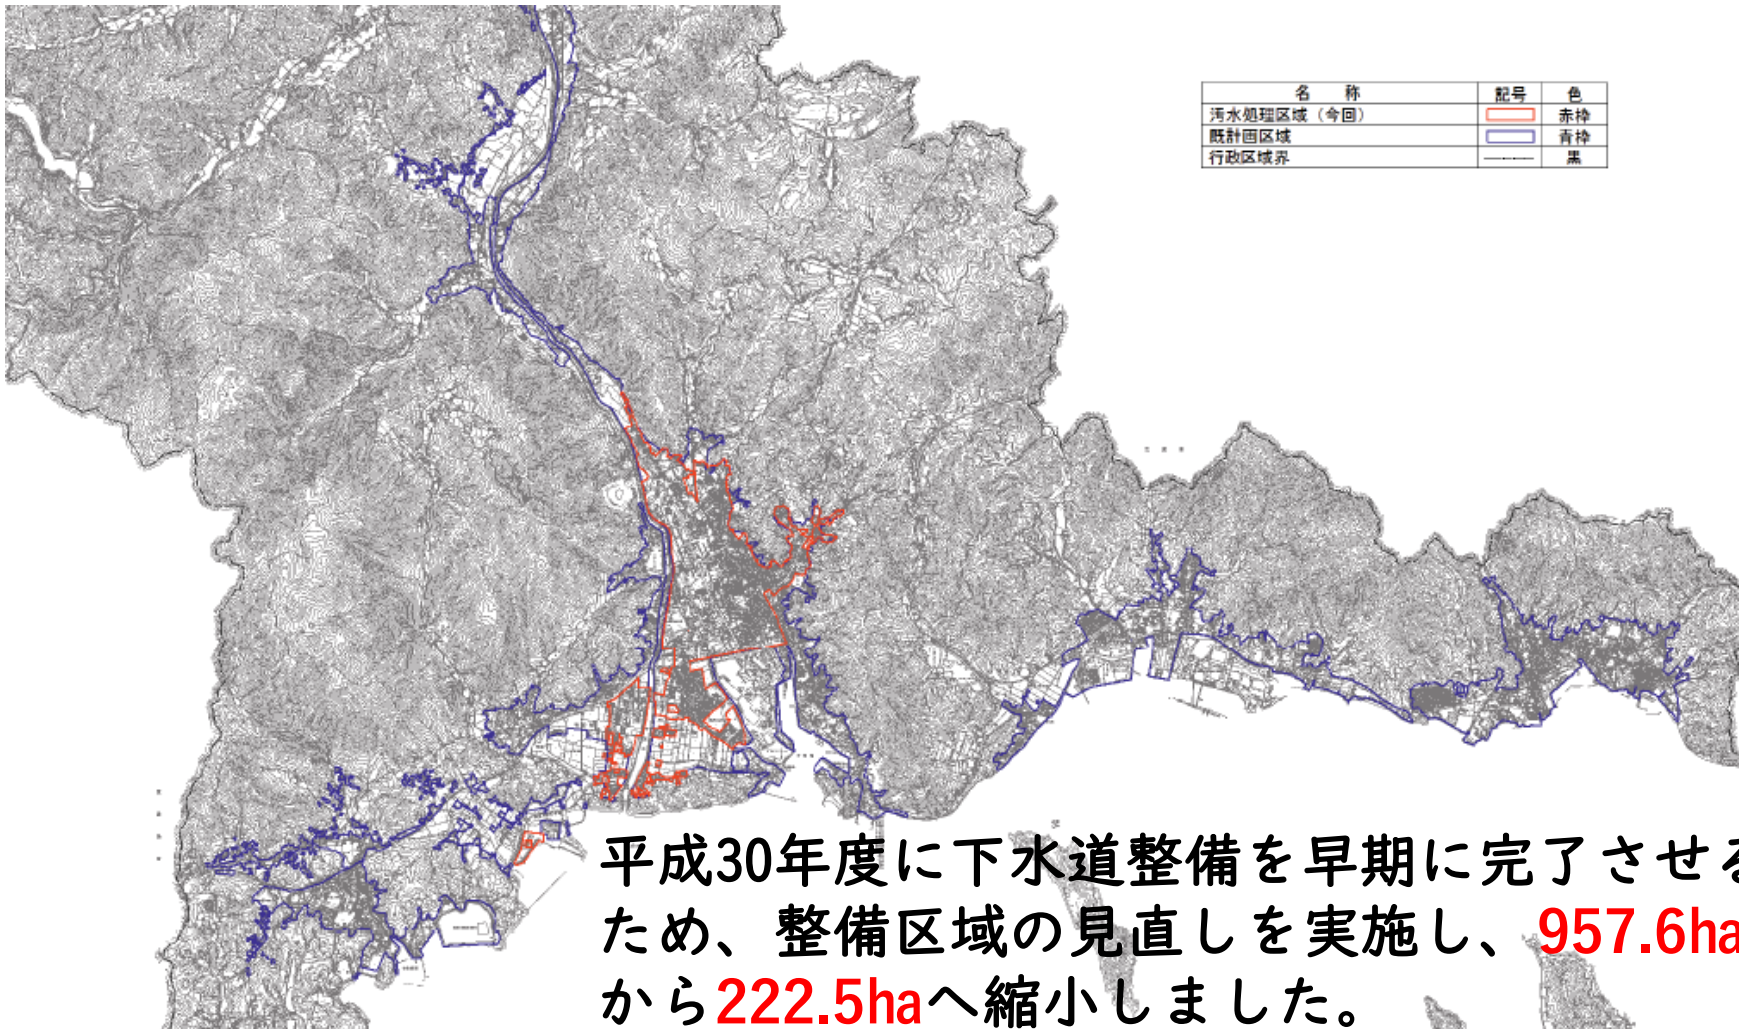 名　称 記号 色
汚水処理区域（今回） 赤枠
既計画区域 青枠
行政区域界 黒
平成30年度に下水道整備を早期に完了させる
ため、整備区域の見直しを実施し、957.6ha
から222.5haへ縮小しました。